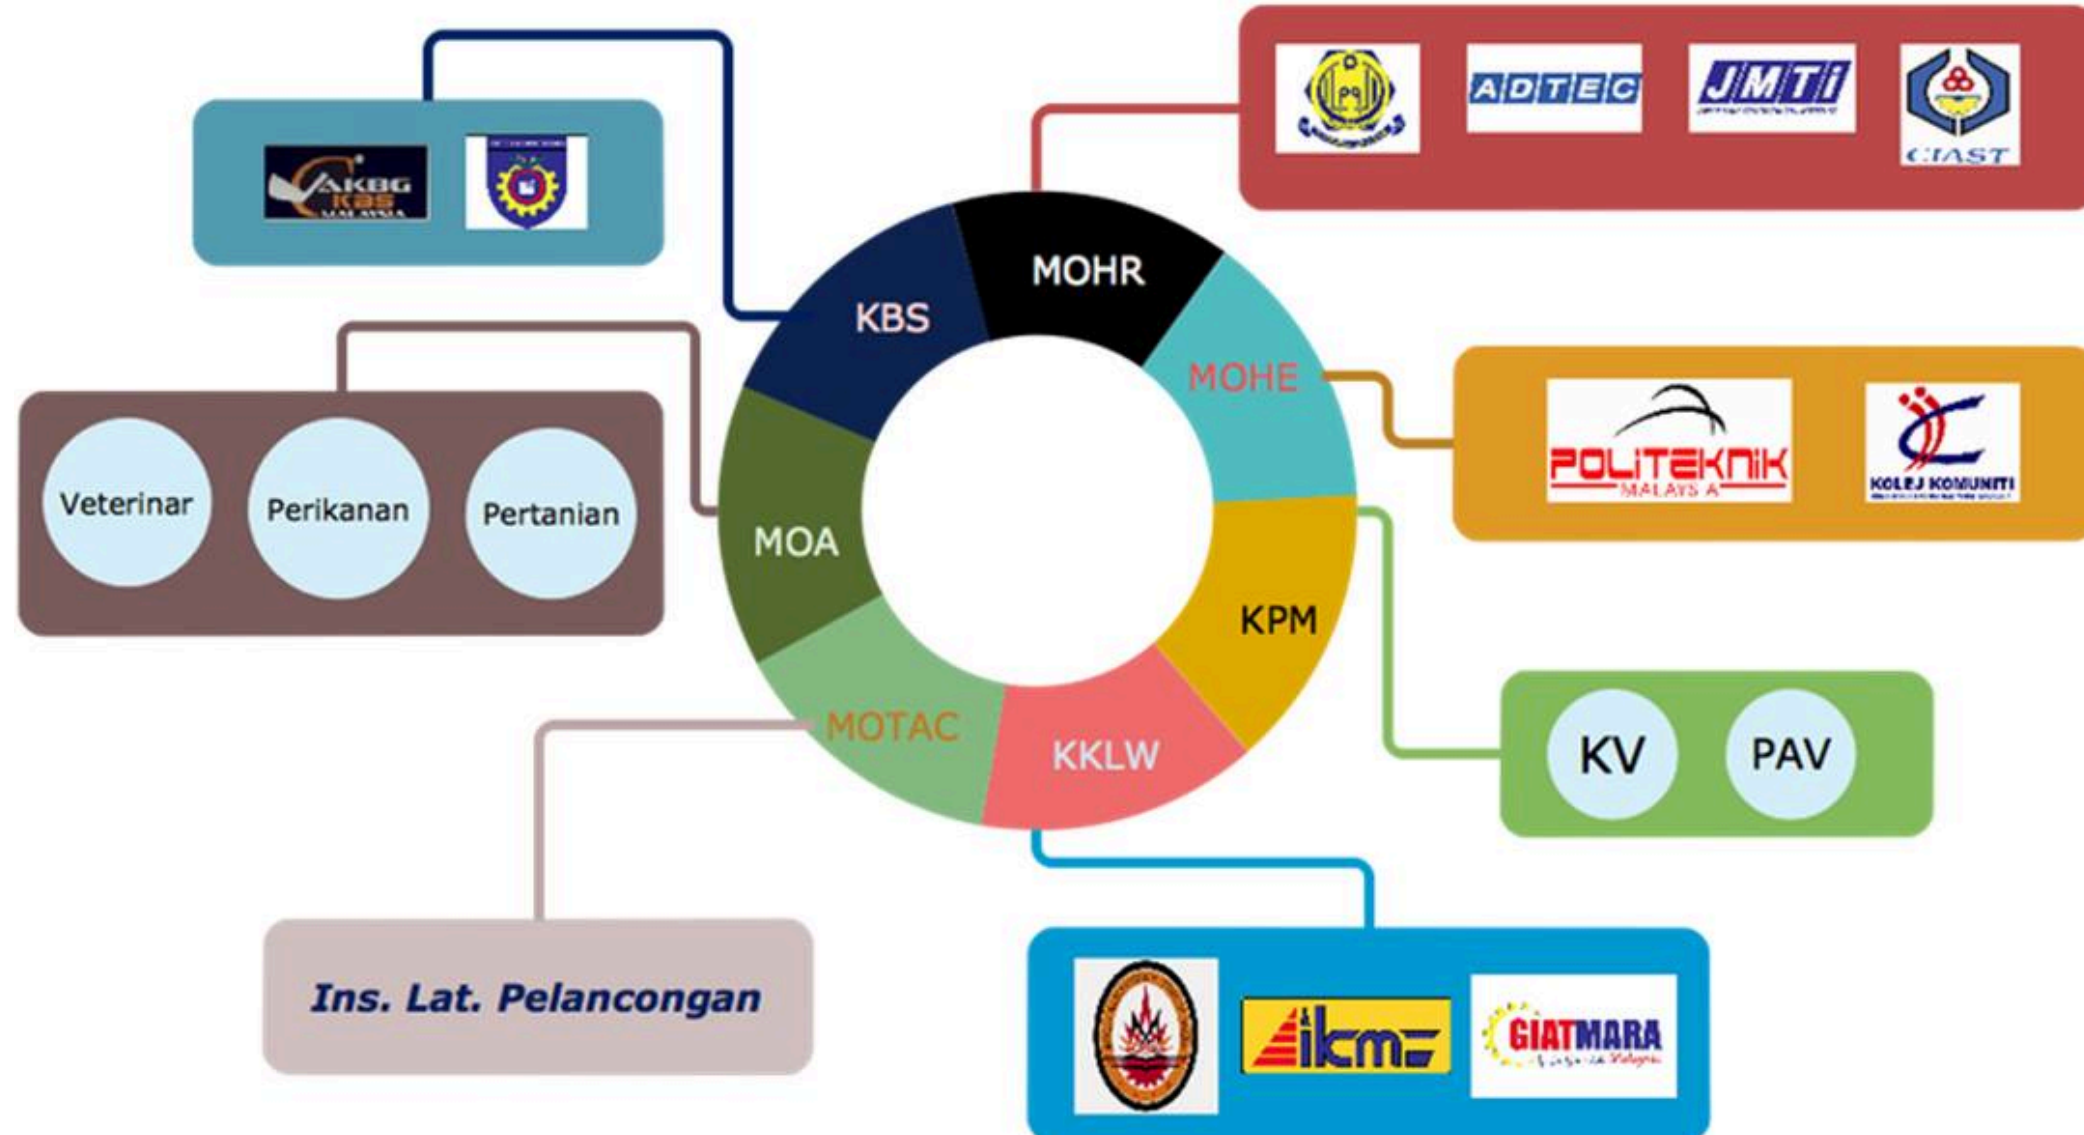 ADTEC
JMTi
CIAST
AKBG
KBS
MALAYSIA
MOHR
KBS
MOHE
POLITEKNIK
MALAYSIA
KOLEJ KOMUNITI
Veterinar
Perikanan
Pertanian
MOA
KPM
KV
PAV
MOTAC
KKLW
Ins. Lat. Pelancongan
ikm
GIATMARA